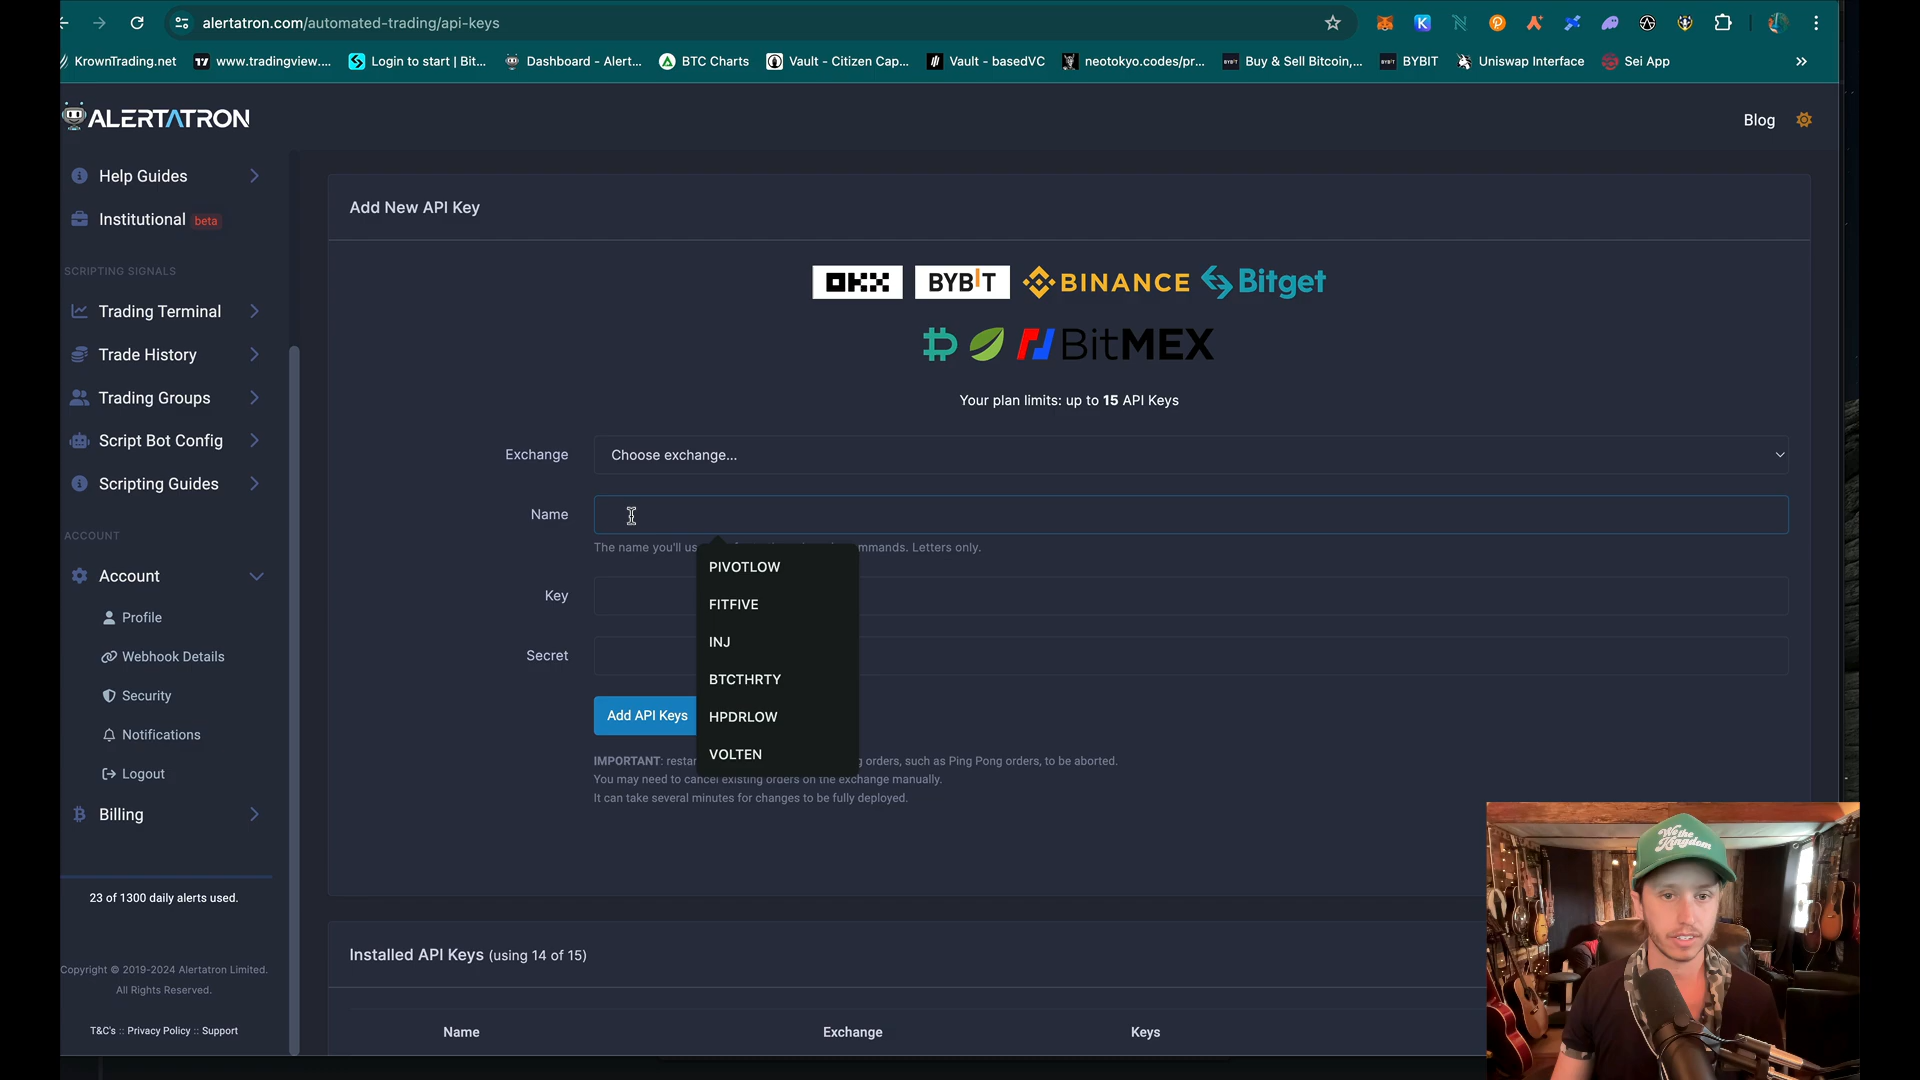 alertatron.com/automated-trading/api-keys
KrownTrading.net
www.tradingview....
Login to start | Bit...
Dashboard - Alert...
BTC Charts
Vault - Citizen Cap...
Vault - basedVC
neotokyo.codes/pr...
Buy & Sell Bitcoin,...
BYBIT
Uniswap Interface
Sei App
ALERTATRON
Blog
Help Guides
Institutional beta
SCRIPTING SIGNALS
Trading Terminal
Trade History
Trading Groups
Script Bot Config
Scripting Guides
ACCOUNT
Account
Profile
Webhook Details
Security
Notifications
Logout
Billing
23 of 1300 daily alerts used.
Copyright © 2019-2024 Alertatron Limited.
All Rights Reserved.
T&C's :: Privacy Policy :: Support
Add New API Key
OKX BYBIT BINANCE Bitget
BitMEX
Your plan limits: up to 15 API Keys
Exchange
Choose exchange...
Name
The name you'll us mmands. Letters only.
PIVOTLOW
FITFIVE
INJ
BTCTHRTY
HPDRLOW
VOLTEN
Key
Secret
Add API Keys
IMPORTANT: restar g orders, such as Ping Pong orders, to be aborted.
You may need to cancel existing orders on the exchange manually.
It can take several minutes for changes to be fully deployed.
Installed API Keys (using 14 of 15)
Name
Exchange
Keys
We the
Kingdom